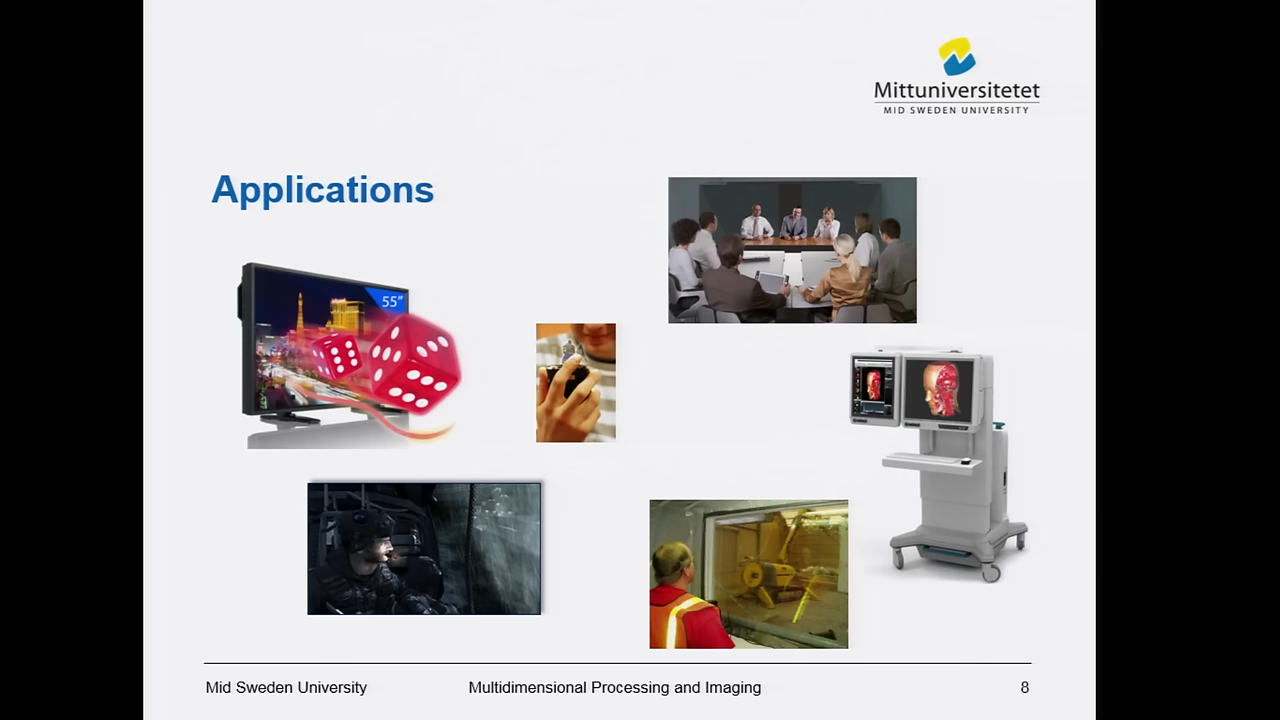 Mittuniversitetet
MID SWEDEN UNIVERSITY
Applications
55”
Mid Sweden University
Multidimensional Processing and Imaging
8